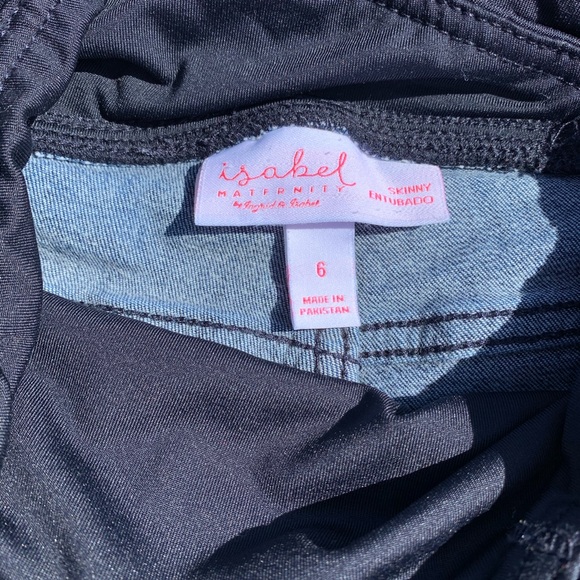 isabel
MATERNITY
by Ingrid & Isabel
SKINNY
ENTUBADO
6
MADE IN
PAKISTAN